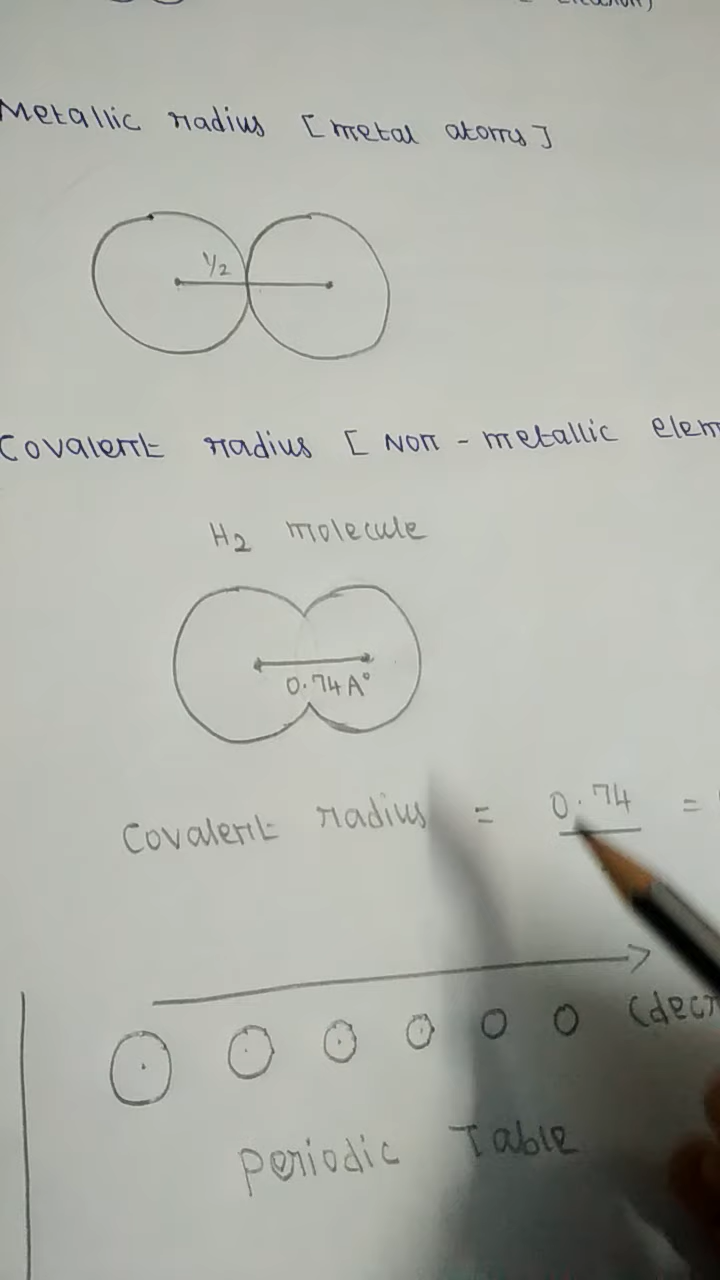 Metallic radius [metal atoms]
1/2
Covalent radius [Non-metallic
H2 molecule
0.74A°
Covalent radius = 0.74 =
Periodic Table